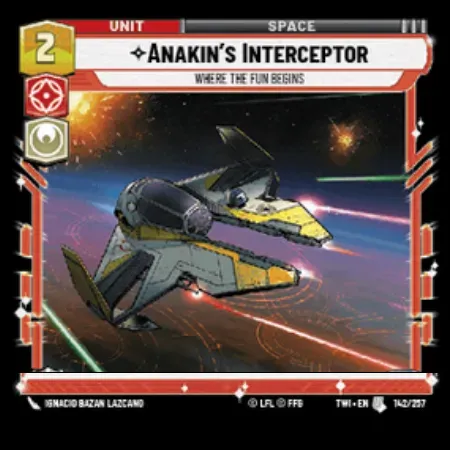 UNIT
SPACE
2
ANAKIN'S INTERCEPTOR
WHERE THE FUN BEGINS
IGNACIO BAZAN LAZCANO
© LFL © FFG
TWI • EN
142/257